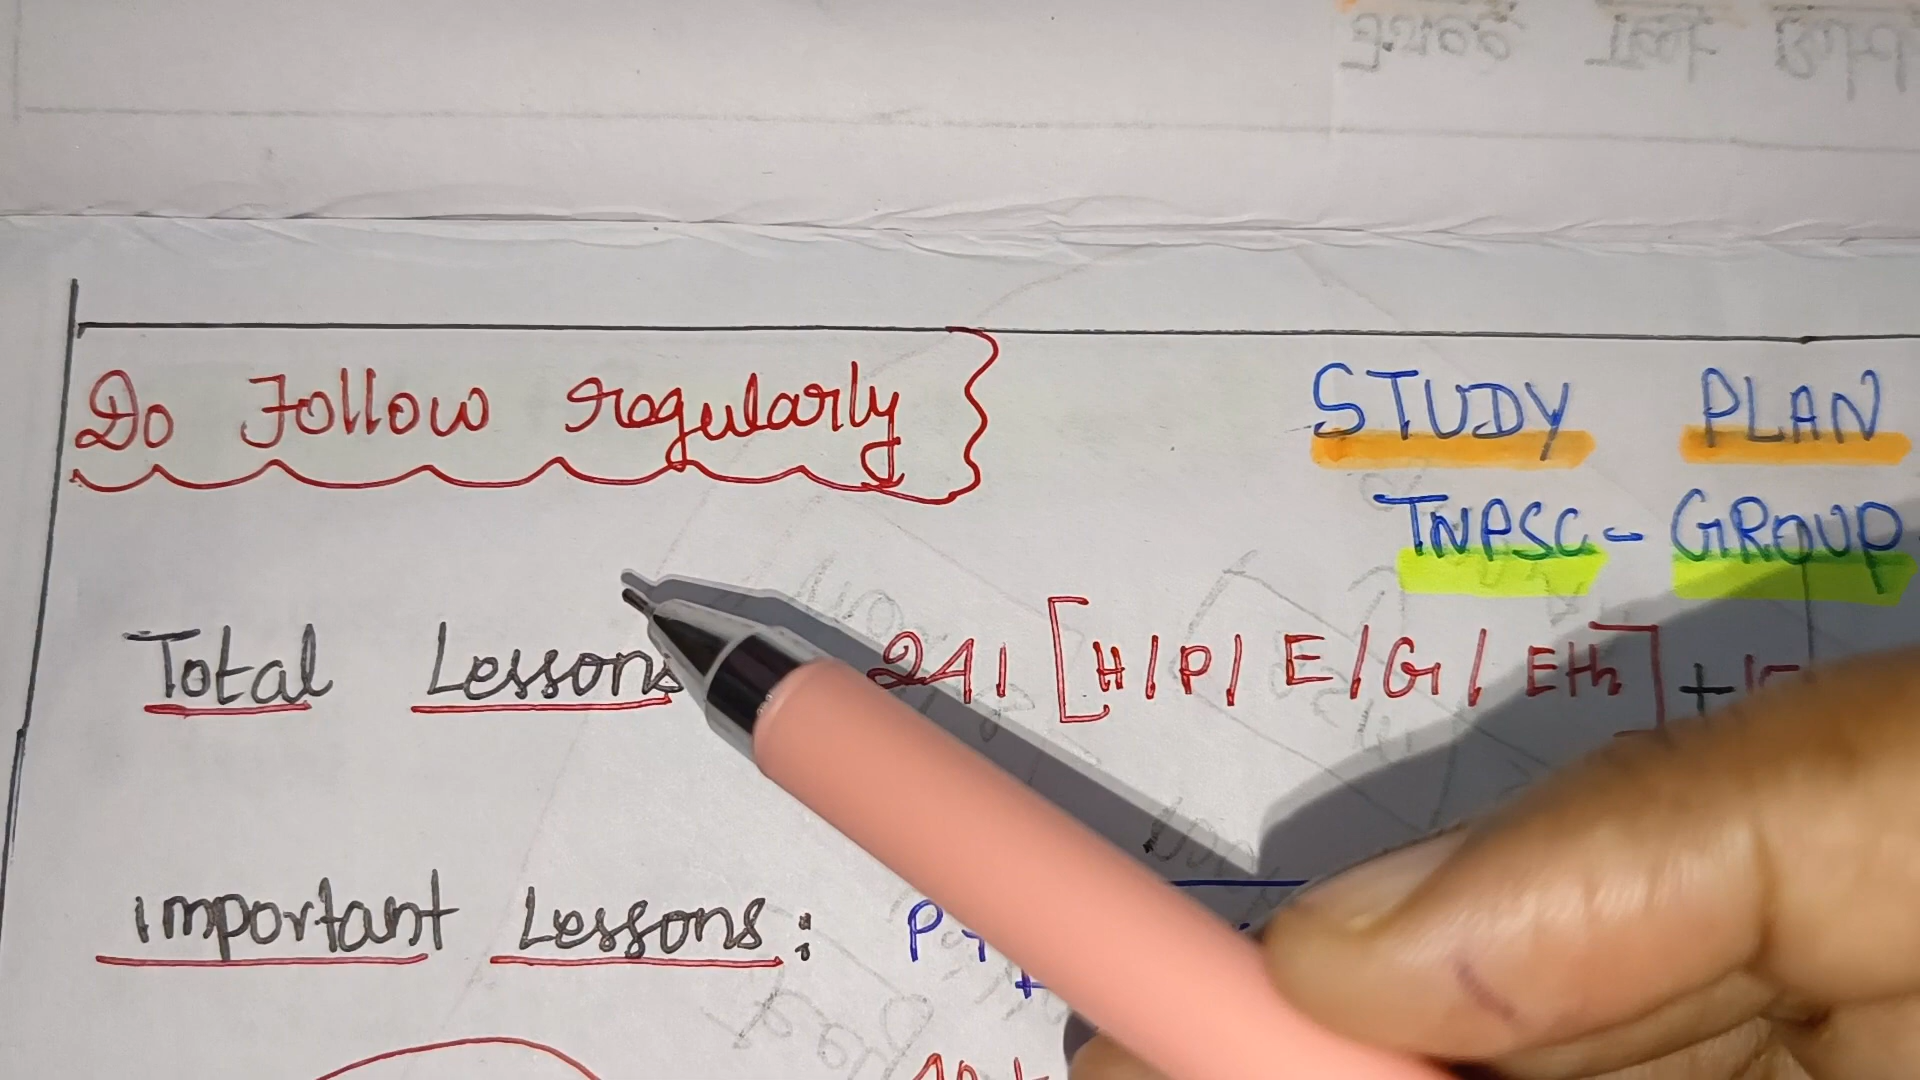 Do Follow regularly
STUDY PLAN
TNPSC - GROUP
Total Lessons 241 [H/P/ E/G/ Eth] +
Important Lessons : P